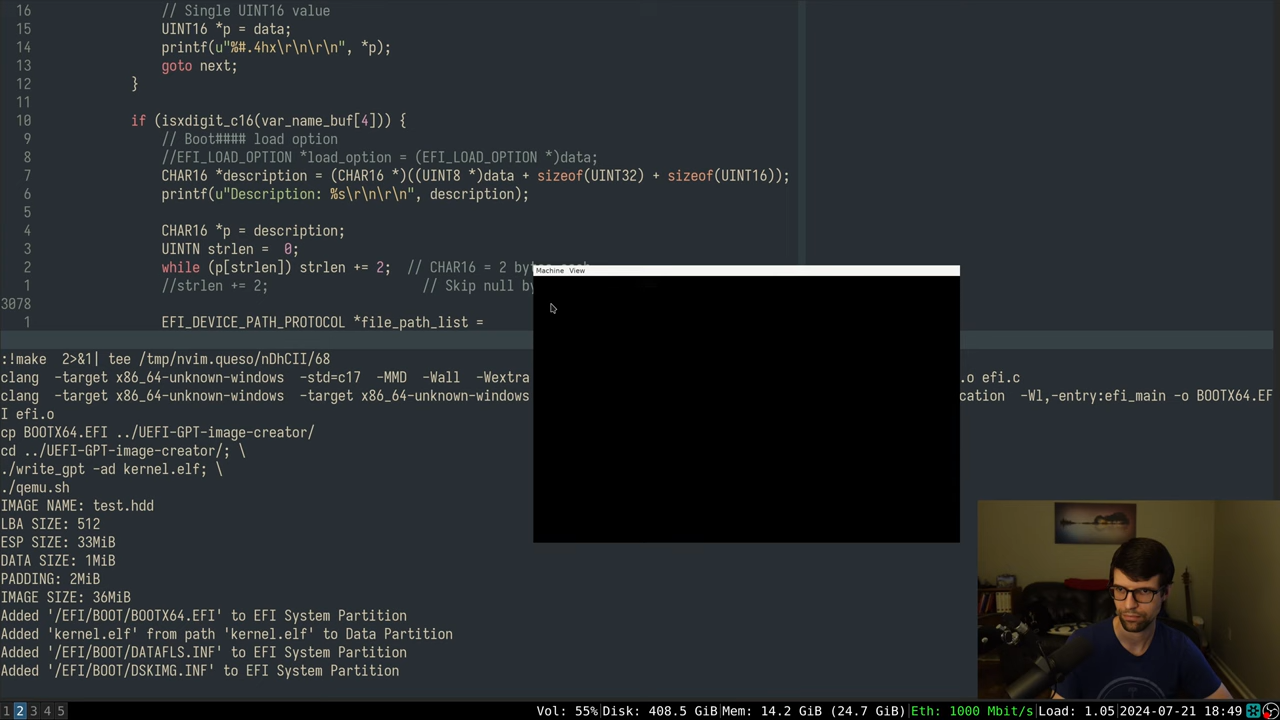 16 // Single UINT16 value
15 UINT16 *p = data;
14 printf(u"%#.4hx\r\n\r\n", *p);
13 goto next;
12 }
11
10 if (isxdigit_c16(var_name_buf[4])) {
9 // Boot#### load option
8 //EFI_LOAD_OPTION *load_option = (EFI_LOAD_OPTION *)data;
7 CHAR16 *description = (CHAR16 *)((UINT8 *)data + sizeof(UINT32) + sizeof(UINT16));
6 printf(u"Description: %s\r\n\r\n", description);
5
4 CHAR16 *p = description;
3 UINTN strlen = 0;
2 while (p[strlen]) strlen += 2; // CHAR16 = 2 bytes each
1 //strlen += 2; // Skip null by
3078
1 EFI_DEVICE_PATH_PROTOCOL *file_path_list =
Machine View
:!make 2>&1| tee /tmp/nvim.queso/nDhCII/68
clang -target x86_64-unknown-windows -std=c17 -MMD -Wall -Wextra .o efi.c
clang -target x86_64-unknown-windows -target x86_64-unknown-windows cation -Wl,-entry:efi_main -o BOOTX64.EF
I efi.o
cp BOOTX64.EFI ../UEFI-GPT-image-creator/
cd ../UEFI-GPT-image-creator/; \
./write_gpt -ad kernel.elf; \
./qemu.sh
IMAGE NAME: test.hdd
LBA SIZE: 512
ESP SIZE: 33MiB
DATA SIZE: 1MiB
PADDING: 2MiB
IMAGE SIZE: 36MiB
Added '/EFI/BOOT/BOOTX64.EFI' to EFI System Partition
Added 'kernel.elf' from path 'kernel.elf' to Data Partition
Added '/EFI/BOOT/DATAFLS.INF' to EFI System Partition
Added '/EFI/BOOT/DSKIMG.INF' to EFI System Partition
1 2 3 4 5 Vol: 55% Disk: 408.5 GiB Mem: 14.2 GiB (24.7 GiB) Eth: 1000 Mbit/s Load: 1.05 2024-07-21 18:49